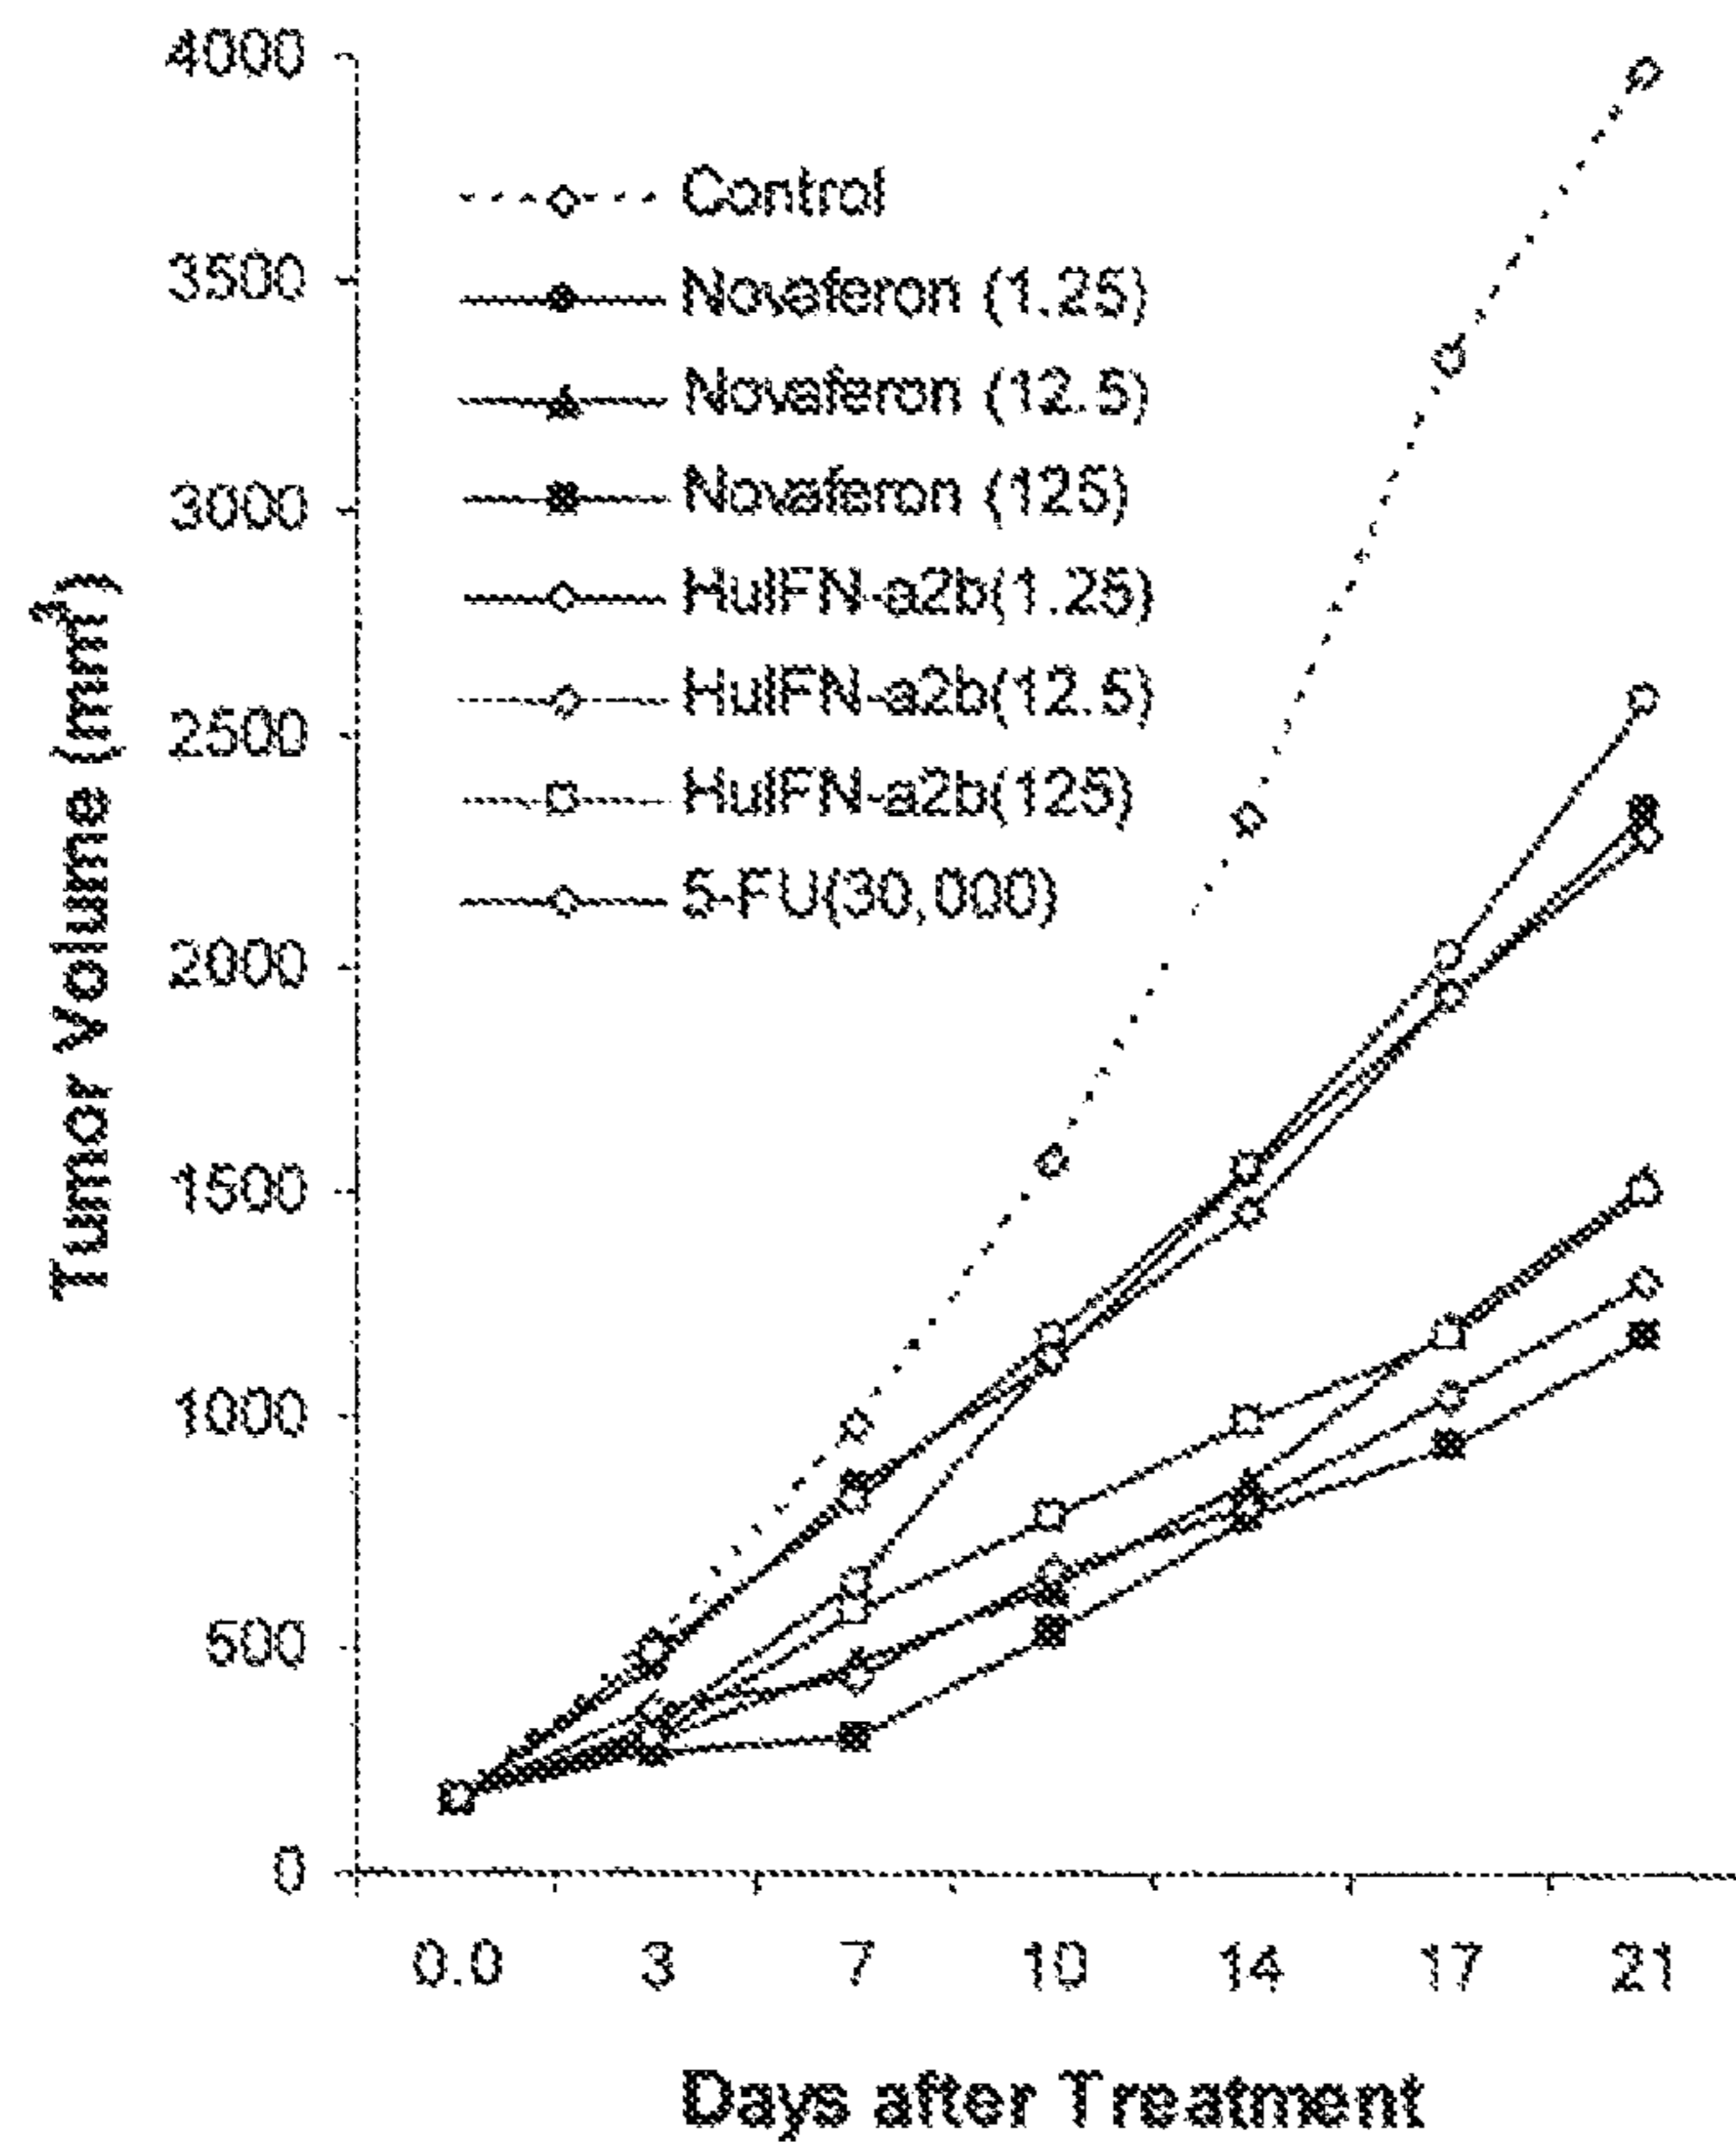 4000
3500
3000
2500
2000
1500
1000
500
0
Tumor Volume (mm³)
Control
Novaferon (1.25)
Novaferon (12.5)
Novaferon (125)
HuIFN-a2b(1.25)
HuIFN-a2b(12.5)
HuIFN-a2b(125)
5-FU(30,000)
0.0 3 7 10 14 17 21
Days after Treatment